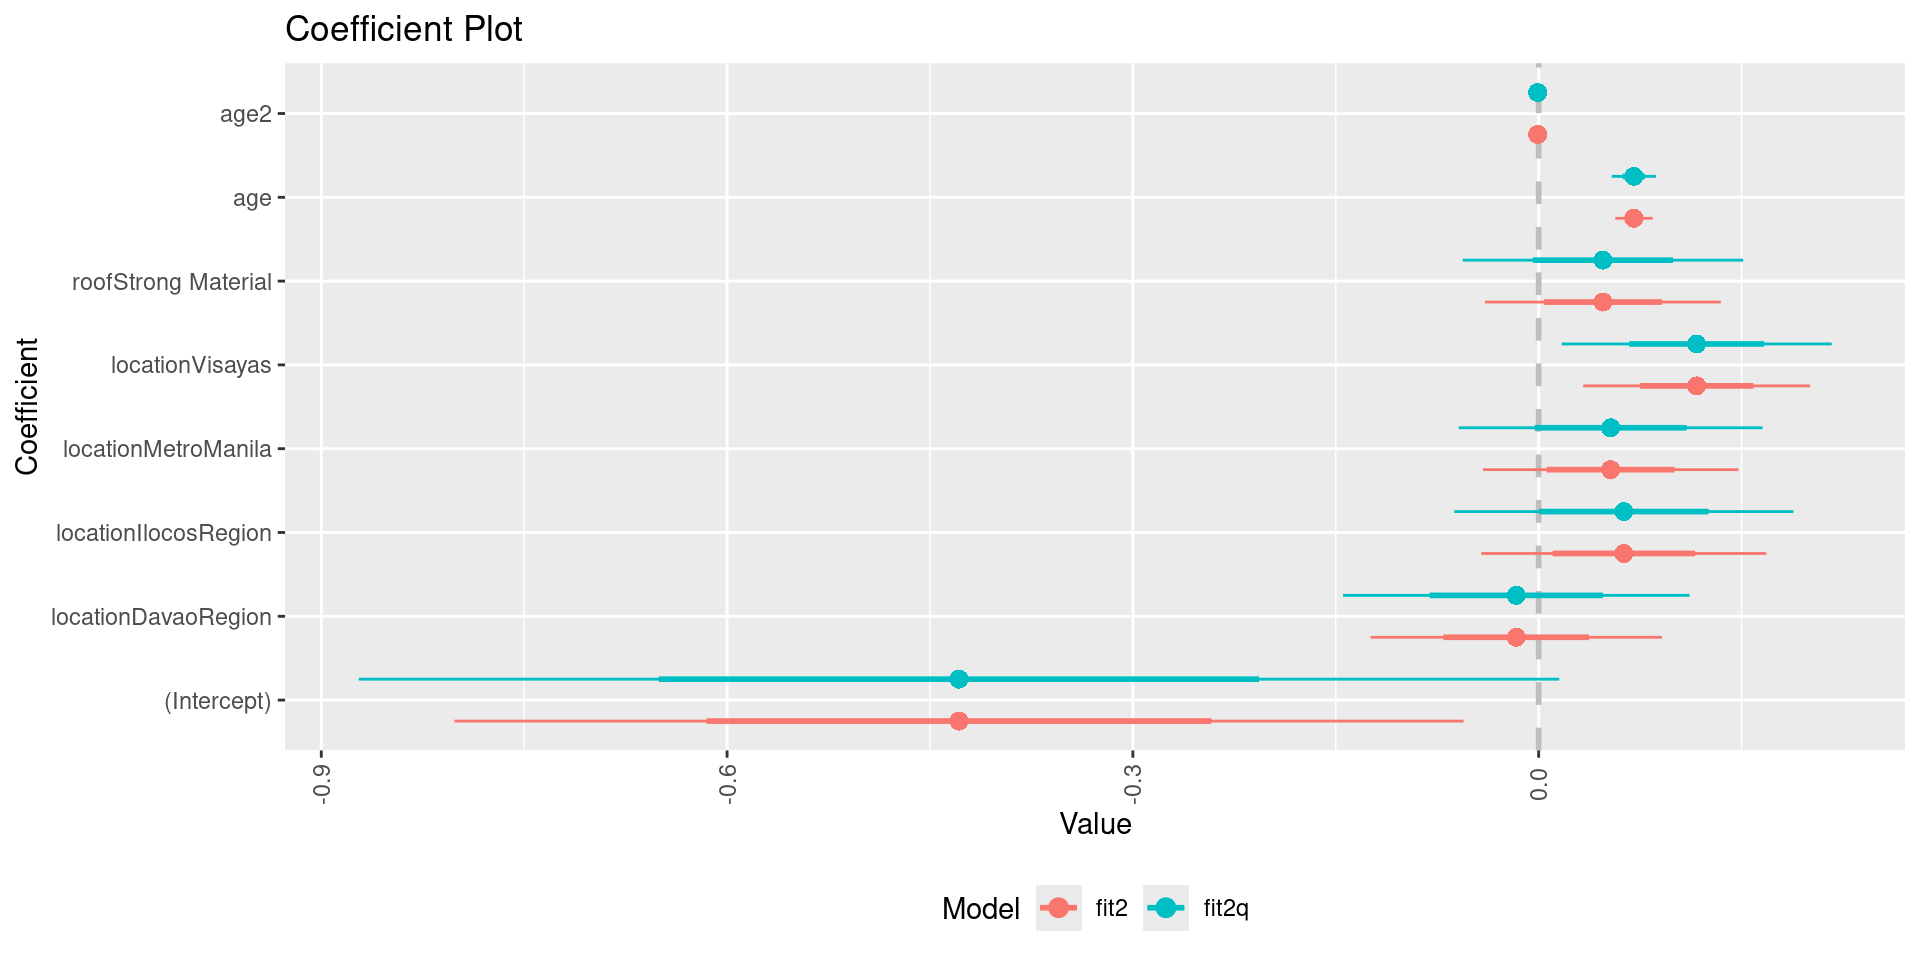 Coefficient Plot
Coefficient
age2
age
roofStrong Material
locationVisayas
locationMetroManila
locationIlocosRegion
locationDavaoRegion
(Intercept)
-0.9
-0.6
-0.3
0.0
Value
Model
fit2
fit2q